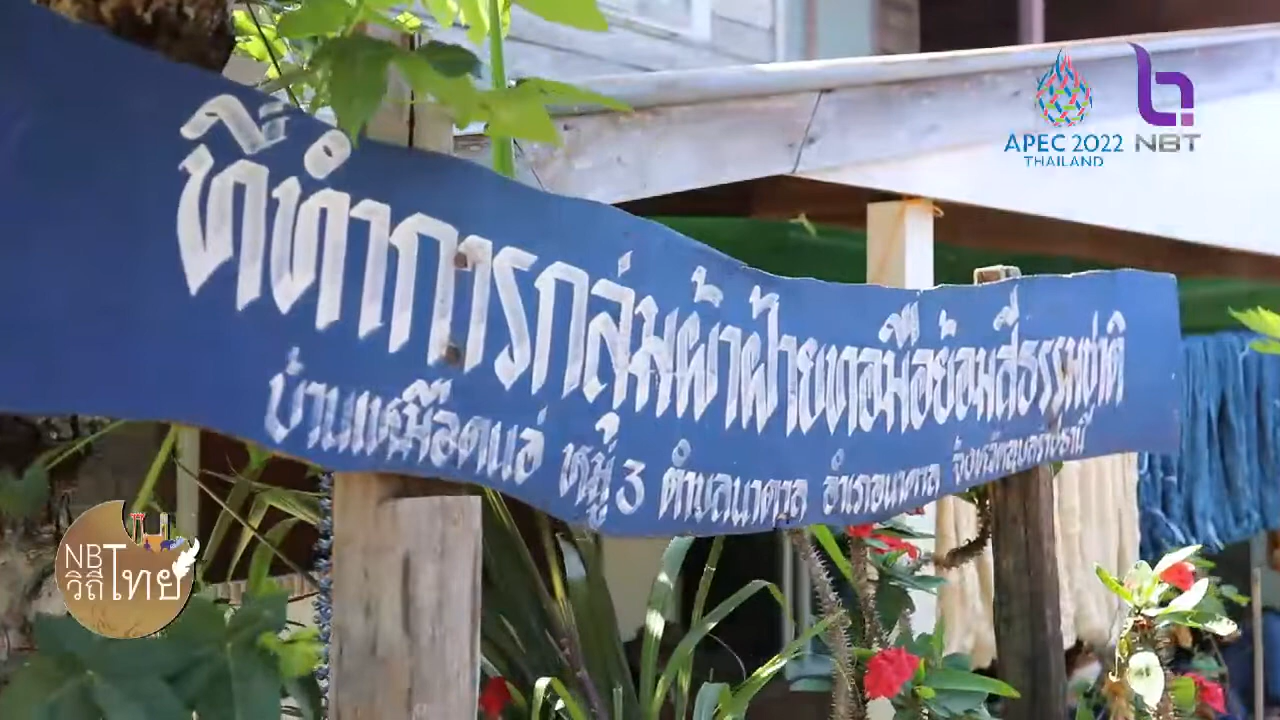 APEC 2022
THAILAND
NBT
ที่ทำการกลุ่มผ้าฝ้ายทอมือย้อมสีธรรมชาติ
บ้านเหมือดแอ่ หมู่ 3 ตำบลนาตาล อำเภอนาตาล จังหวัดอุบลราชธานี
NB
วิถีไทย